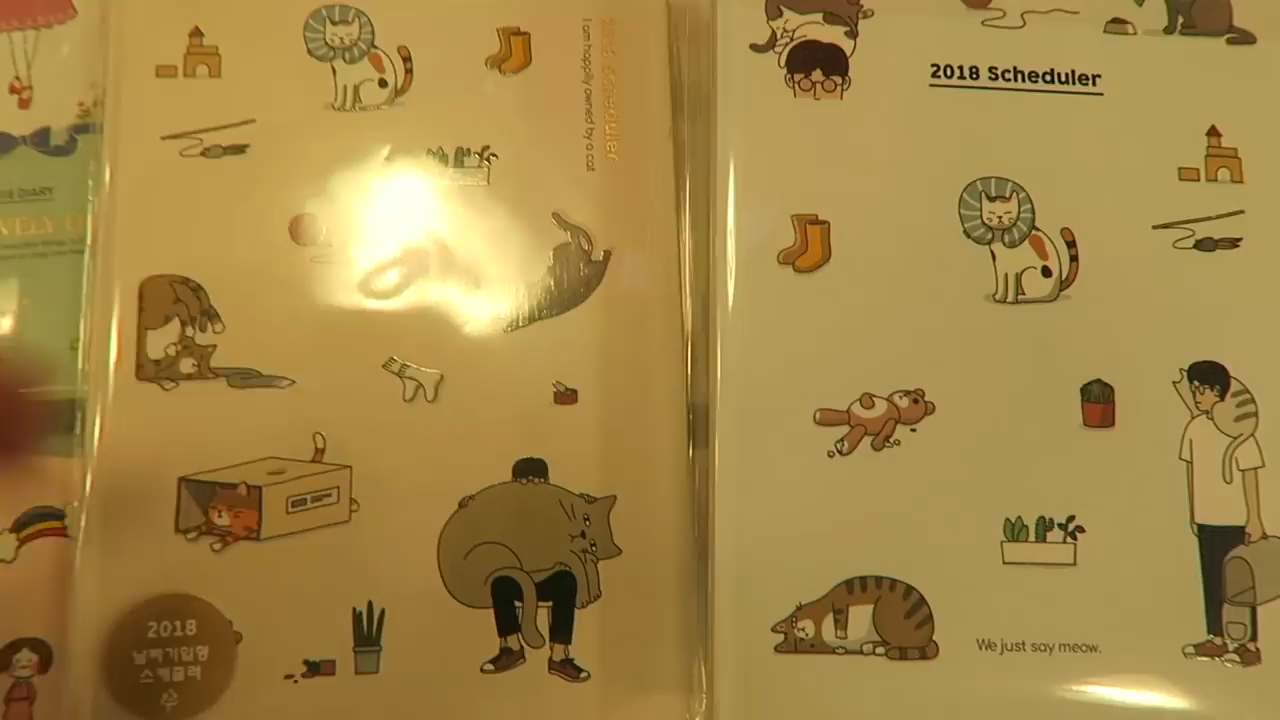 2018 Scheduler
I am happily owned by a cat
2018 Scheduler
DIARY
2018
날짜기입형
스케줄러
We just say meow.